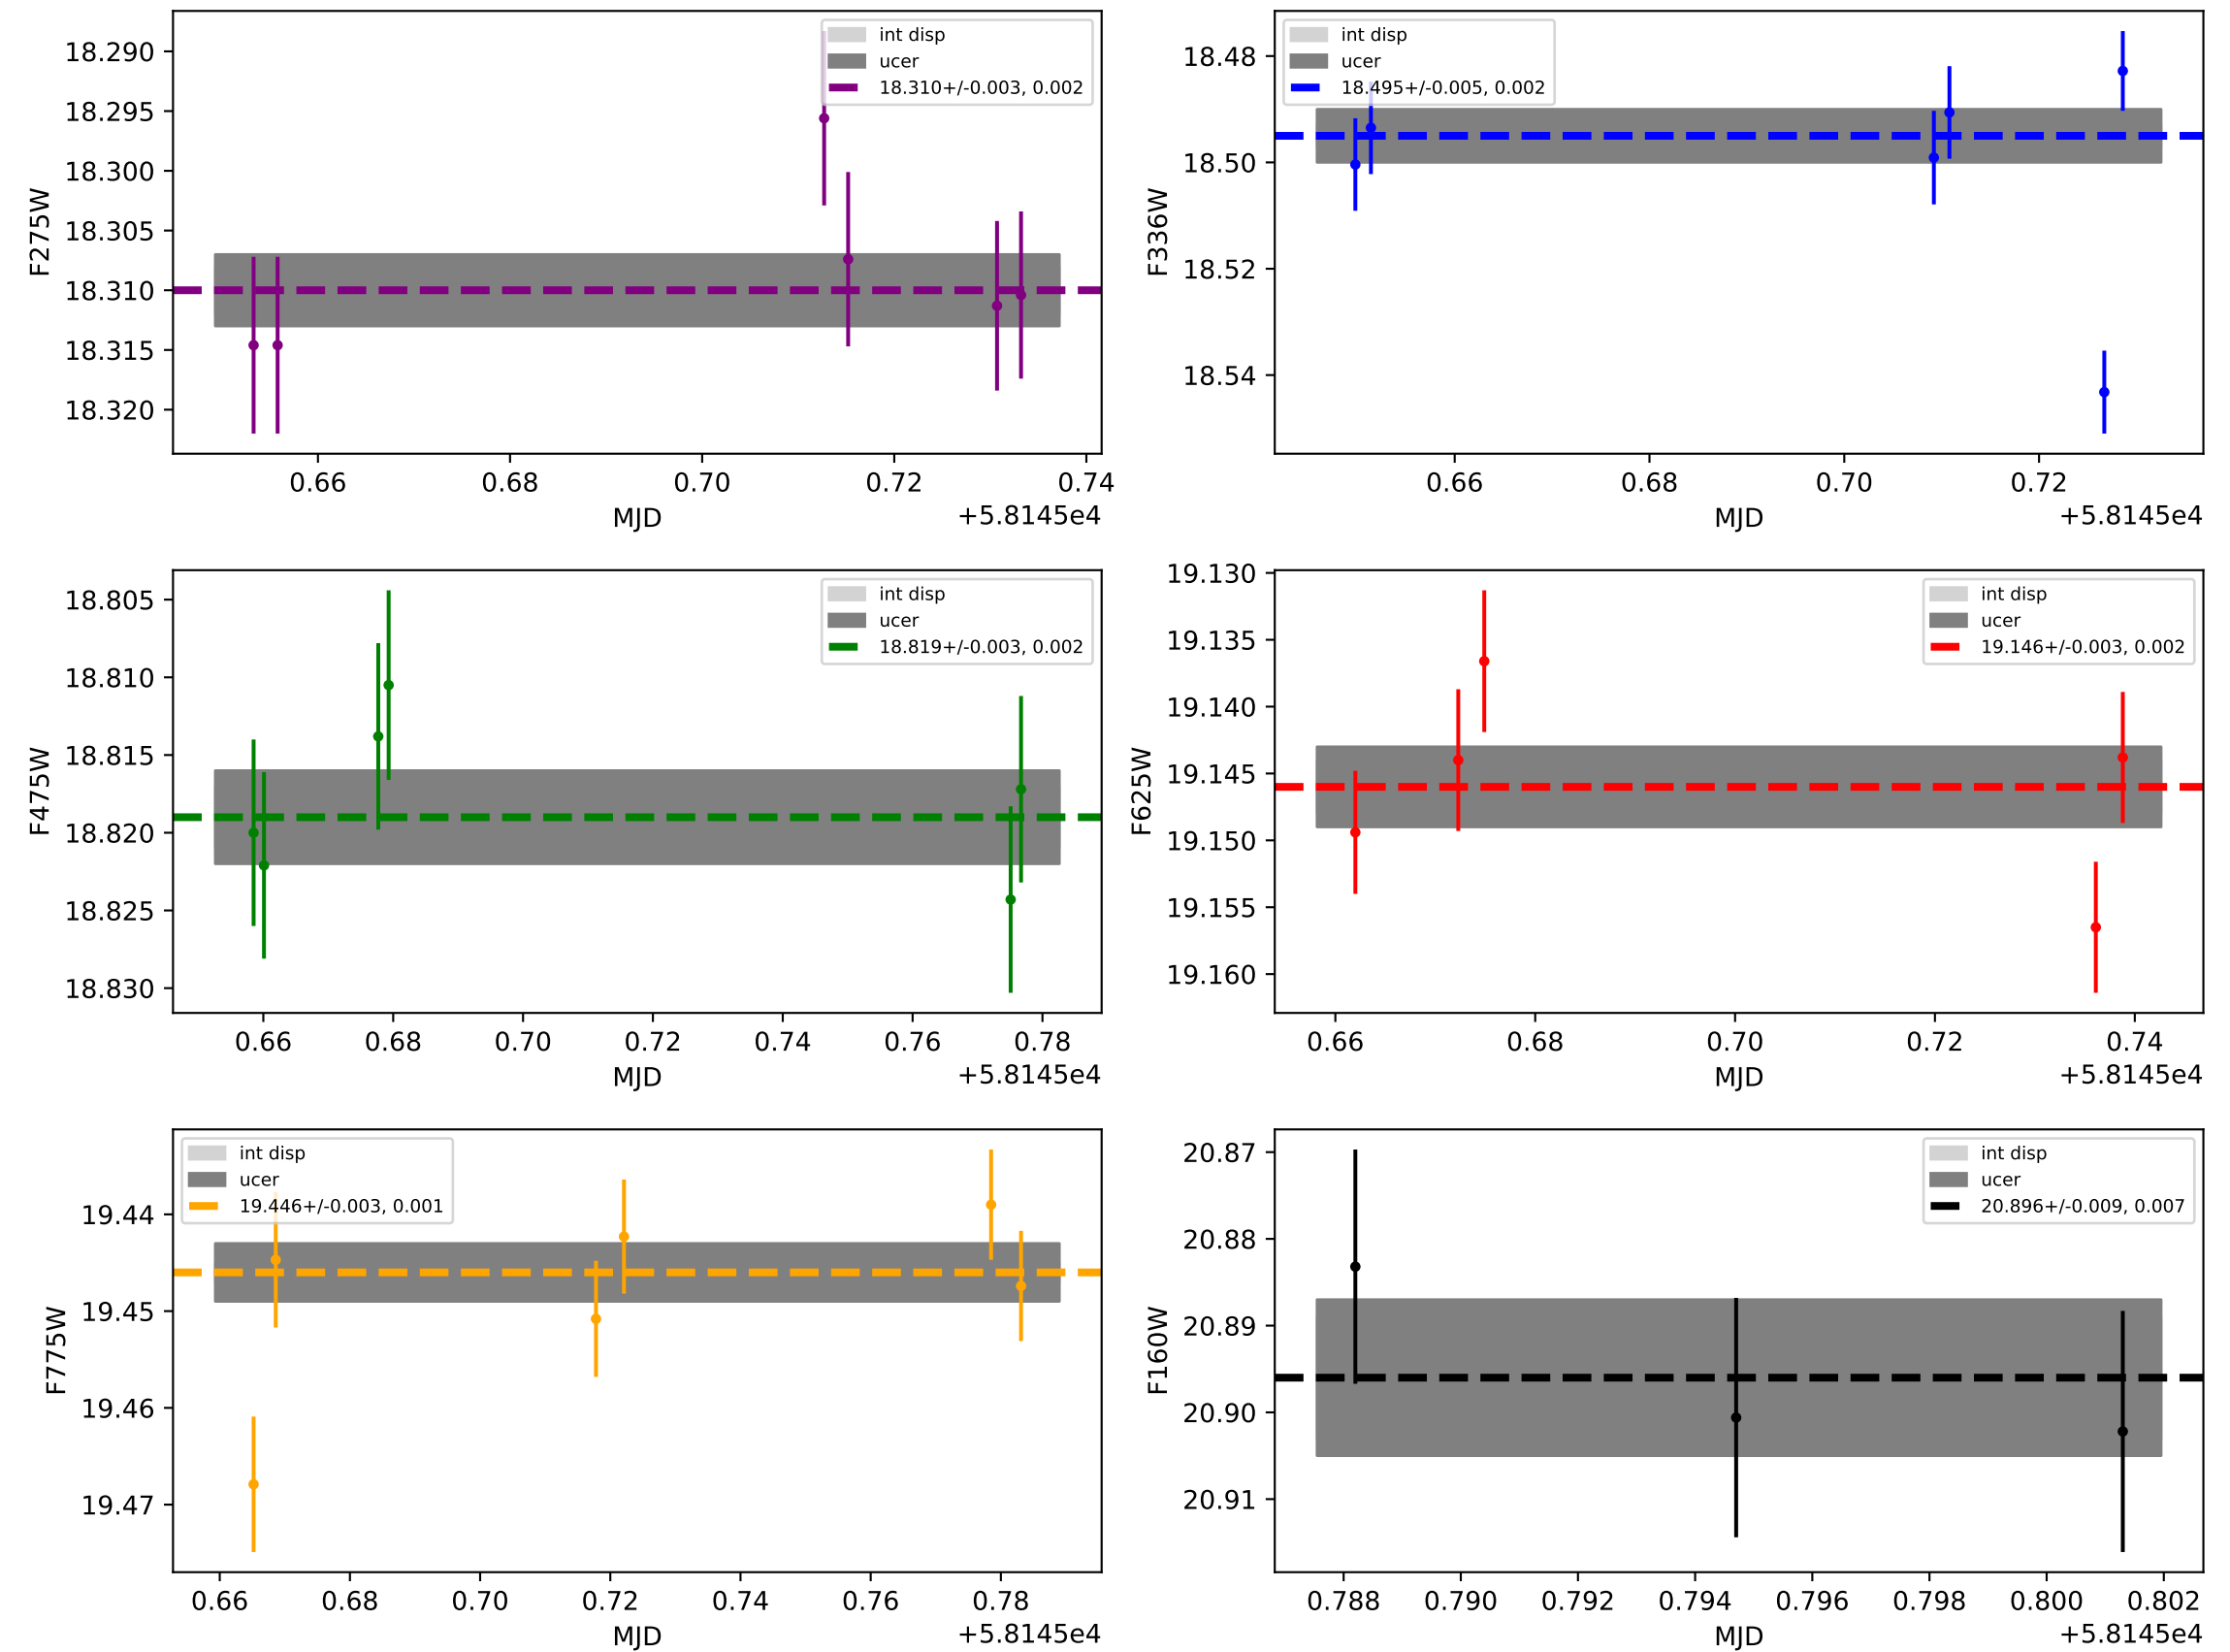 int disp
ucer
18.310+/-0.003, 0.002
18.290
18.295
18.300
18.305
18.310
18.315
18.320
F275W
0.66 0.68 0.70 0.72 0.74
MJD
+5.8145e4
int disp
ucer
18.495+/-0.005, 0.002
18.48
18.50
18.52
18.54
F336W
0.66 0.68 0.70 0.72
MJD
+5.8145e4
int disp
ucer
18.819+/-0.003, 0.002
18.805
18.810
18.815
18.820
18.825
18.830
F475W
0.66 0.68 0.70 0.72 0.74 0.76 0.78
MJD
+5.8145e4
int disp
ucer
19.146+/-0.003, 0.002
19.130
19.135
19.140
19.145
19.150
19.155
19.160
F625W
0.66 0.68 0.70 0.72 0.74
MJD
+5.8145e4
int disp
ucer
19.446+/-0.003, 0.001
19.44
19.45
19.46
19.47
F775W
0.66 0.68 0.70 0.72 0.74 0.76 0.78
MJD
+5.8145e4
int disp
ucer
20.896+/-0.009, 0.007
20.87
20.88
20.89
20.90
20.91
F160W
0.788 0.790 0.792 0.794 0.796 0.798 0.800 0.802
MJD
+5.8145e4